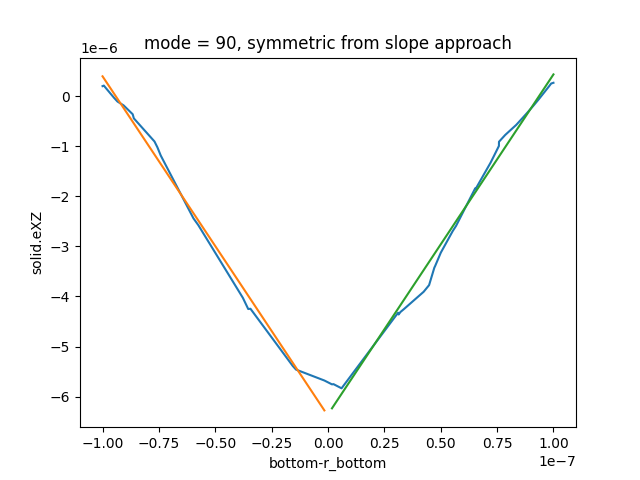 mode = 90, symmetric from slope approach
1e−6
0
−1
−2
−3
−4
−5
−6
solid.eXZ
−1.00 −0.75 −0.50 −0.25 0.00 0.25 0.50 0.75 1.00
1e−7
bottom-r_bottom